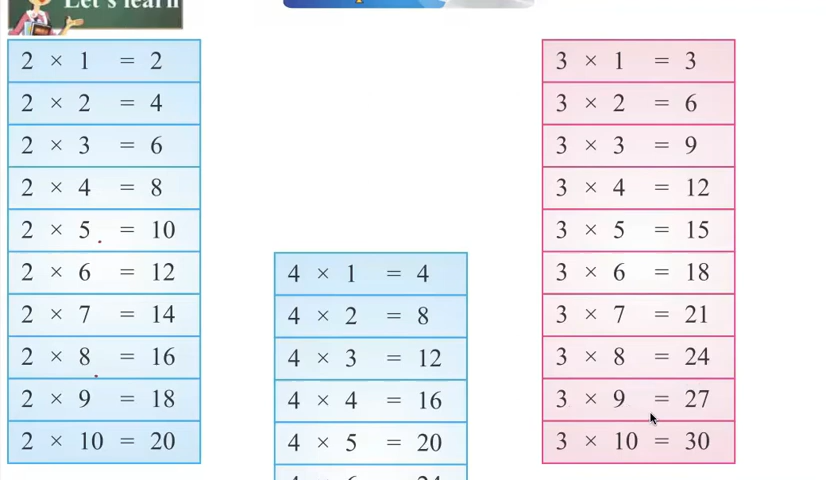 Let's learn
2 × 1 = 2
2 × 2 = 4
2 × 3 = 6
2 × 4 = 8
2 × 5 = 10
2 × 6 = 12
2 × 7 = 14
2 × 8 = 16
2 × 9 = 18
2 × 10 = 20
4 × 1 = 4
4 × 2 = 8
4 × 3 = 12
4 × 4 = 16
4 × 5 = 20
4 × 6 = 24
3 × 1 = 3
3 × 2 = 6
3 × 3 = 9
3 × 4 = 12
3 × 5 = 15
3 × 6 = 18
3 × 7 = 21
3 × 8 = 24
3 × 9 = 27
3 × 10 = 30